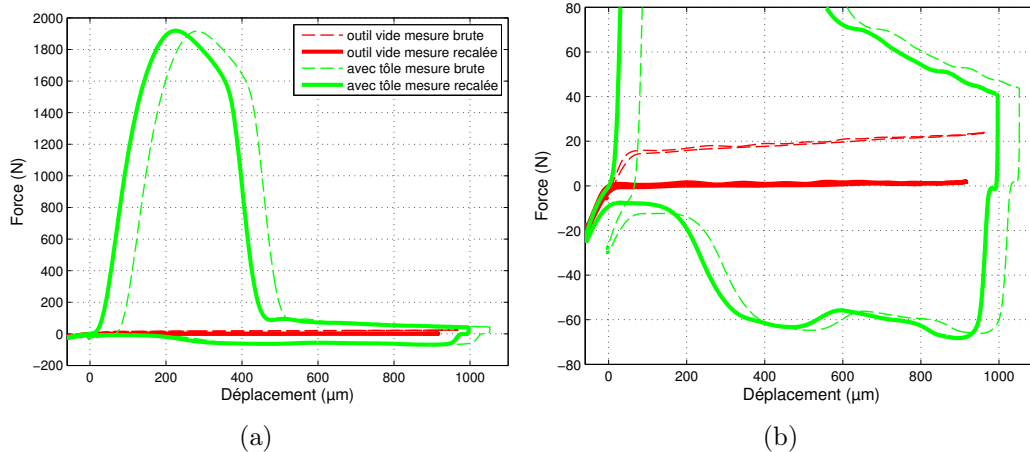 2000
1800
1600
1400
1200
1000
800
600
400
200
0
−200
0 200 400 600 800 1000
Déplacement (µm)
Force (N)
outil vide mesure brute
outil vide mesure recalée
avec tôle mesure brute
avec tôle mesure recalée
(a)
80
60
40
20
0
−20
−40
−60
−80
0 200 400 600 800 1000
Déplacement (µm)
Force (N)
(b)